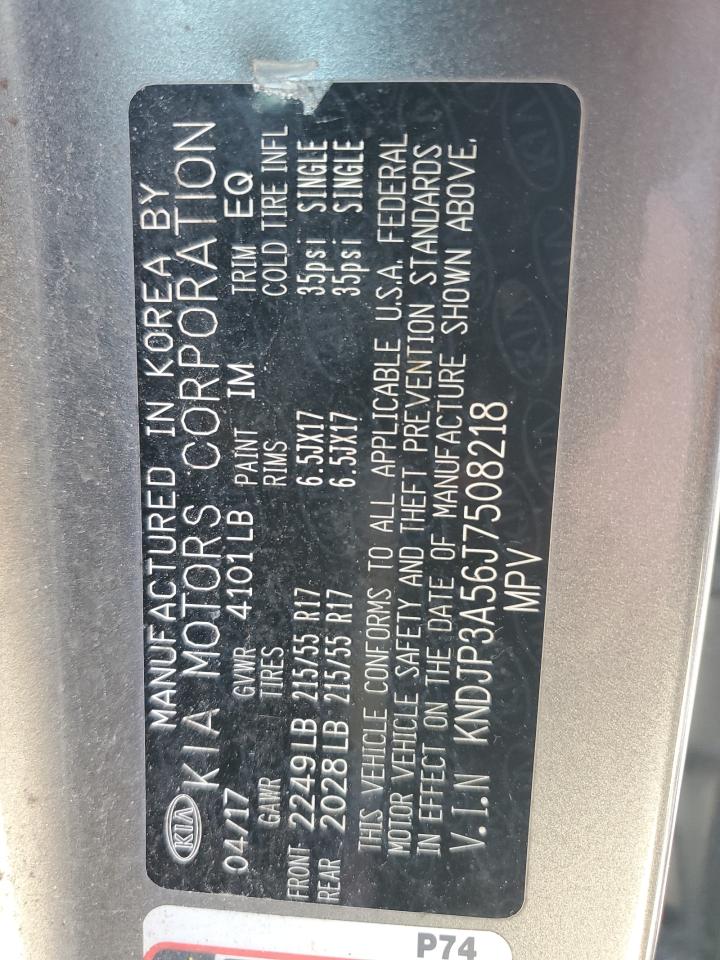 MANUFACTURED IN KOREA BY
KIA KIA MOTORS CORPORATION
04/17 GVWR 4101LB PAINT IM TRIM EQ
GAWR TIRES RIMS COLD TIRE INFL
FRONT 2249LB 215/55 R17 6.5JX17 35psi SINGLE
REAR 2028LB 215/55 R17 6.5JX17 35psi SINGLE
THIS VEHICLE CONFORMS TO ALL APPLICABLE U.S.A. FEDERAL
MOTOR VEHICLE SAFETY AND THEFT PREVENTION STANDARDS
IN EFFECT ON THE DATE OF MANUFACTURE SHOWN ABOVE.
V.I.N KNDJP3A56J7508218
MPV
P74